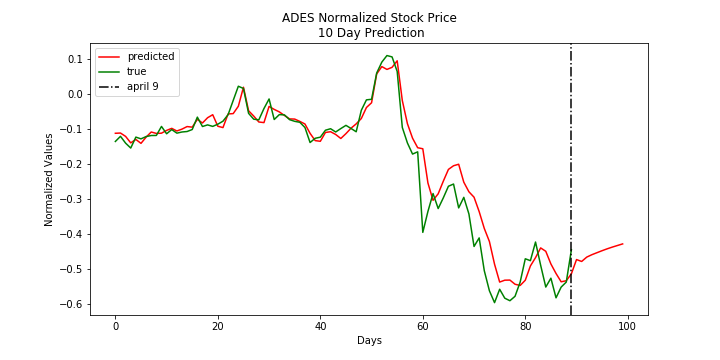 ADES Normalized Stock Price
10 Day Prediction
predicted
true
april 9
0.1
0.0
−0.1
−0.2
−0.3
−0.4
−0.5
−0.6
Normalized Values
0 20 40 60 80 100
Days